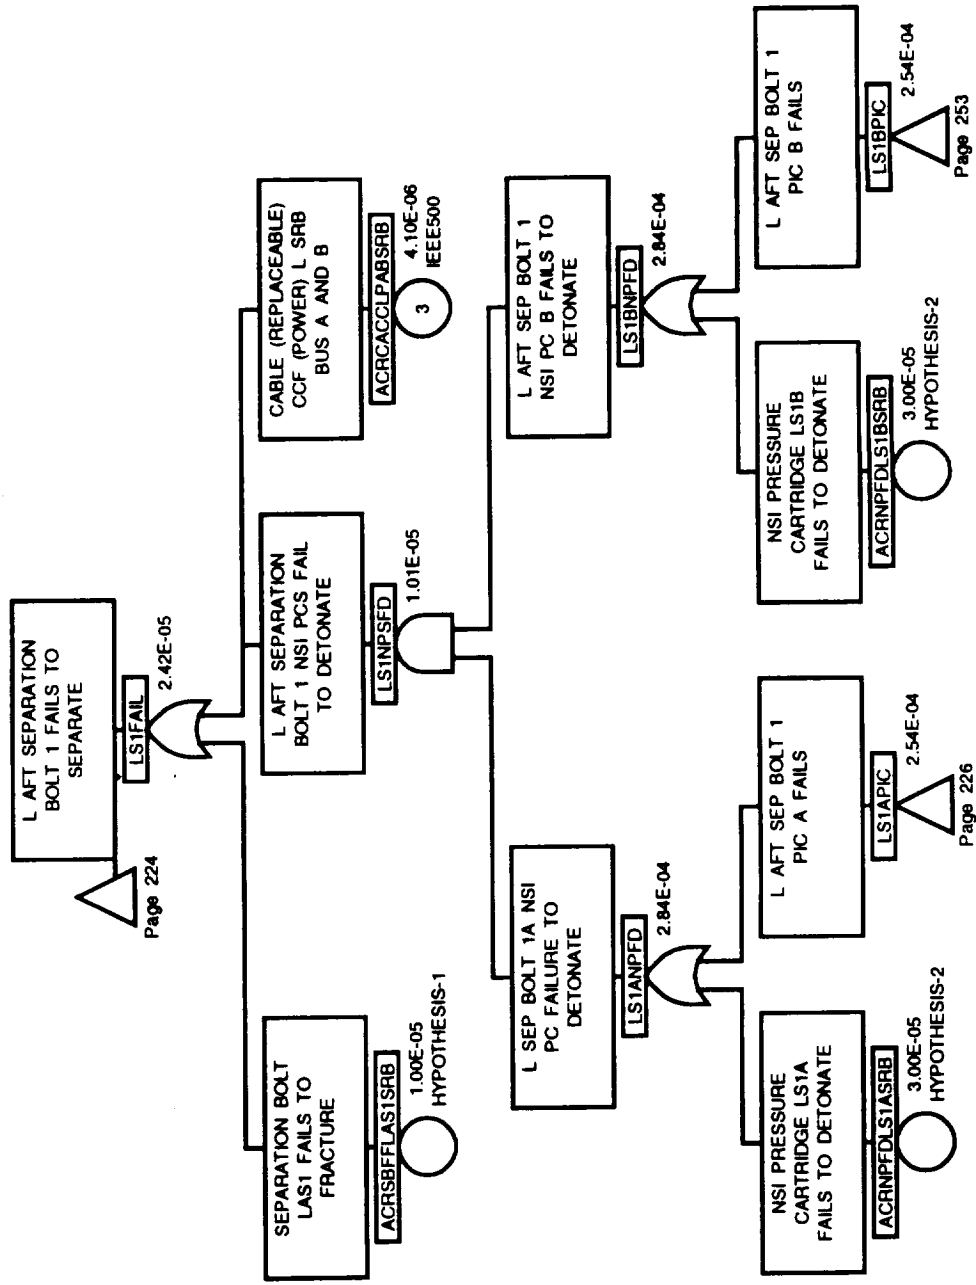 L AFT SEPARATION
BOLT 1 FAILS TO
SEPARATE
LS1FAIL
2.42E-05
Page 224
SEPARATION BOLT
LAS1 FAILS TO
FRACTURE
ACRSBFFLAS1SRB
1.00E-05
HYPOTHESIS-1
L AFT SEPARATION
BOLT 1 NSI PCS FAIL
TO DETONATE
LS1NPSFD
1.01E-05
CABLE (REPLACEABLE)
CCF (POWER) L SRB
BUS A AND B
ACRCACCLPABSRB
4.10E-06
IEEE500
3
L SEP BOLT 1A NSI
PC FAILURE TO
DETONATE
LS1ANPFD
2.84E-04
L AFT SEP BOLT 1
NSI PC B FAILS TO
DETONATE
LS1BNPFD
2.84E-04
NSI PRESSURE
CARTRIDGE LS1A
FAILS TO DETONATE
ACRNPFDLS1ASRB
3.00E-05
HYPOTHESIS-2
L AFT SEP BOLT 1
PIC A FAILS
LS1APIC
2.54E-04
Page 226
NSI PRESSURE
CARTRIDGE LS1B
FAILS TO DETONATE
ACRNPFDLS1BSRB
3.00E-05
HYPOTHESIS-2
L AFT SEP BOLT 1
PIC B FAILS
LS1BPIC
2.54E-04
Page 253